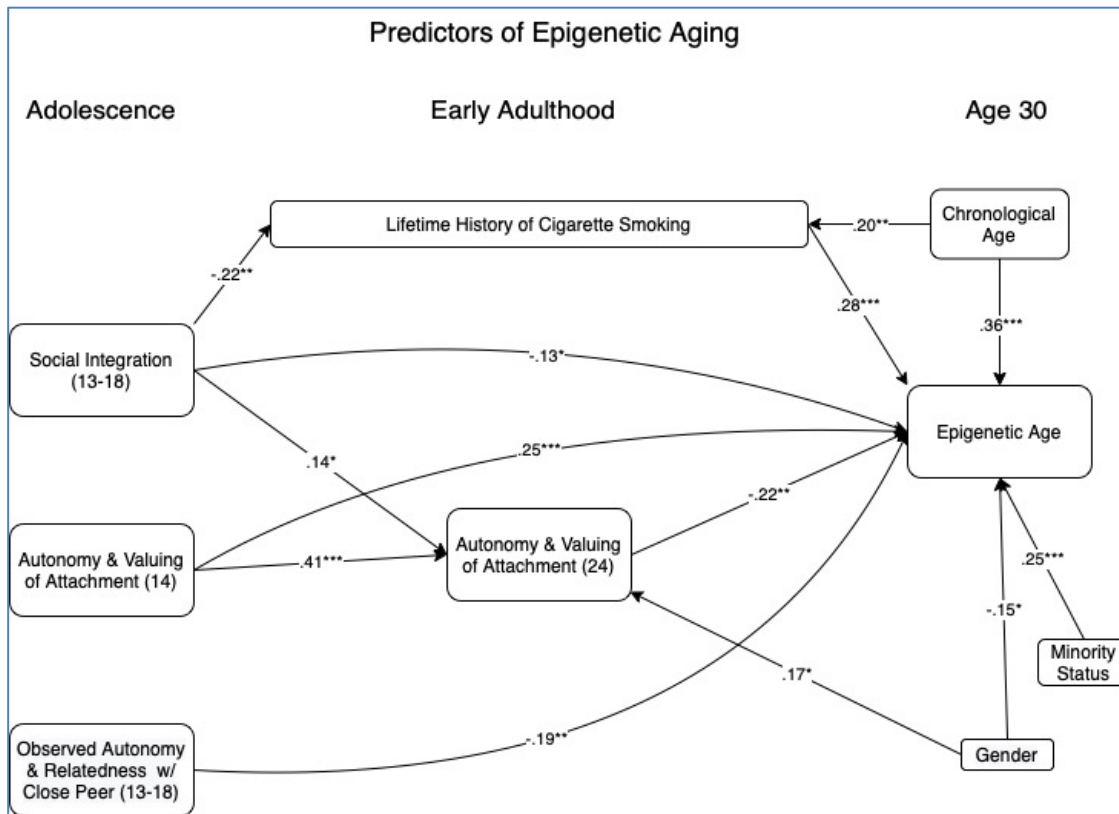 Predictors of Epigenetic Aging
Adolescence
Early Adulthood
Age 30
Lifetime History of Cigarette Smoking
.20**
Chronological
Age
-.22**
.28***
.36***
Social Integration
(13-18)
-.13*
Epigenetic Age
.25***
.14*
-.22**
Autonomy & Valuing
of Attachment (14)
.41***
Autonomy & Valuing
of Attachment (24)
.25***
-.15*
Minority
Status
.17*
-.19**
Observed Autonomy
& Relatedness w/
Close Peer (13-18)
Gender